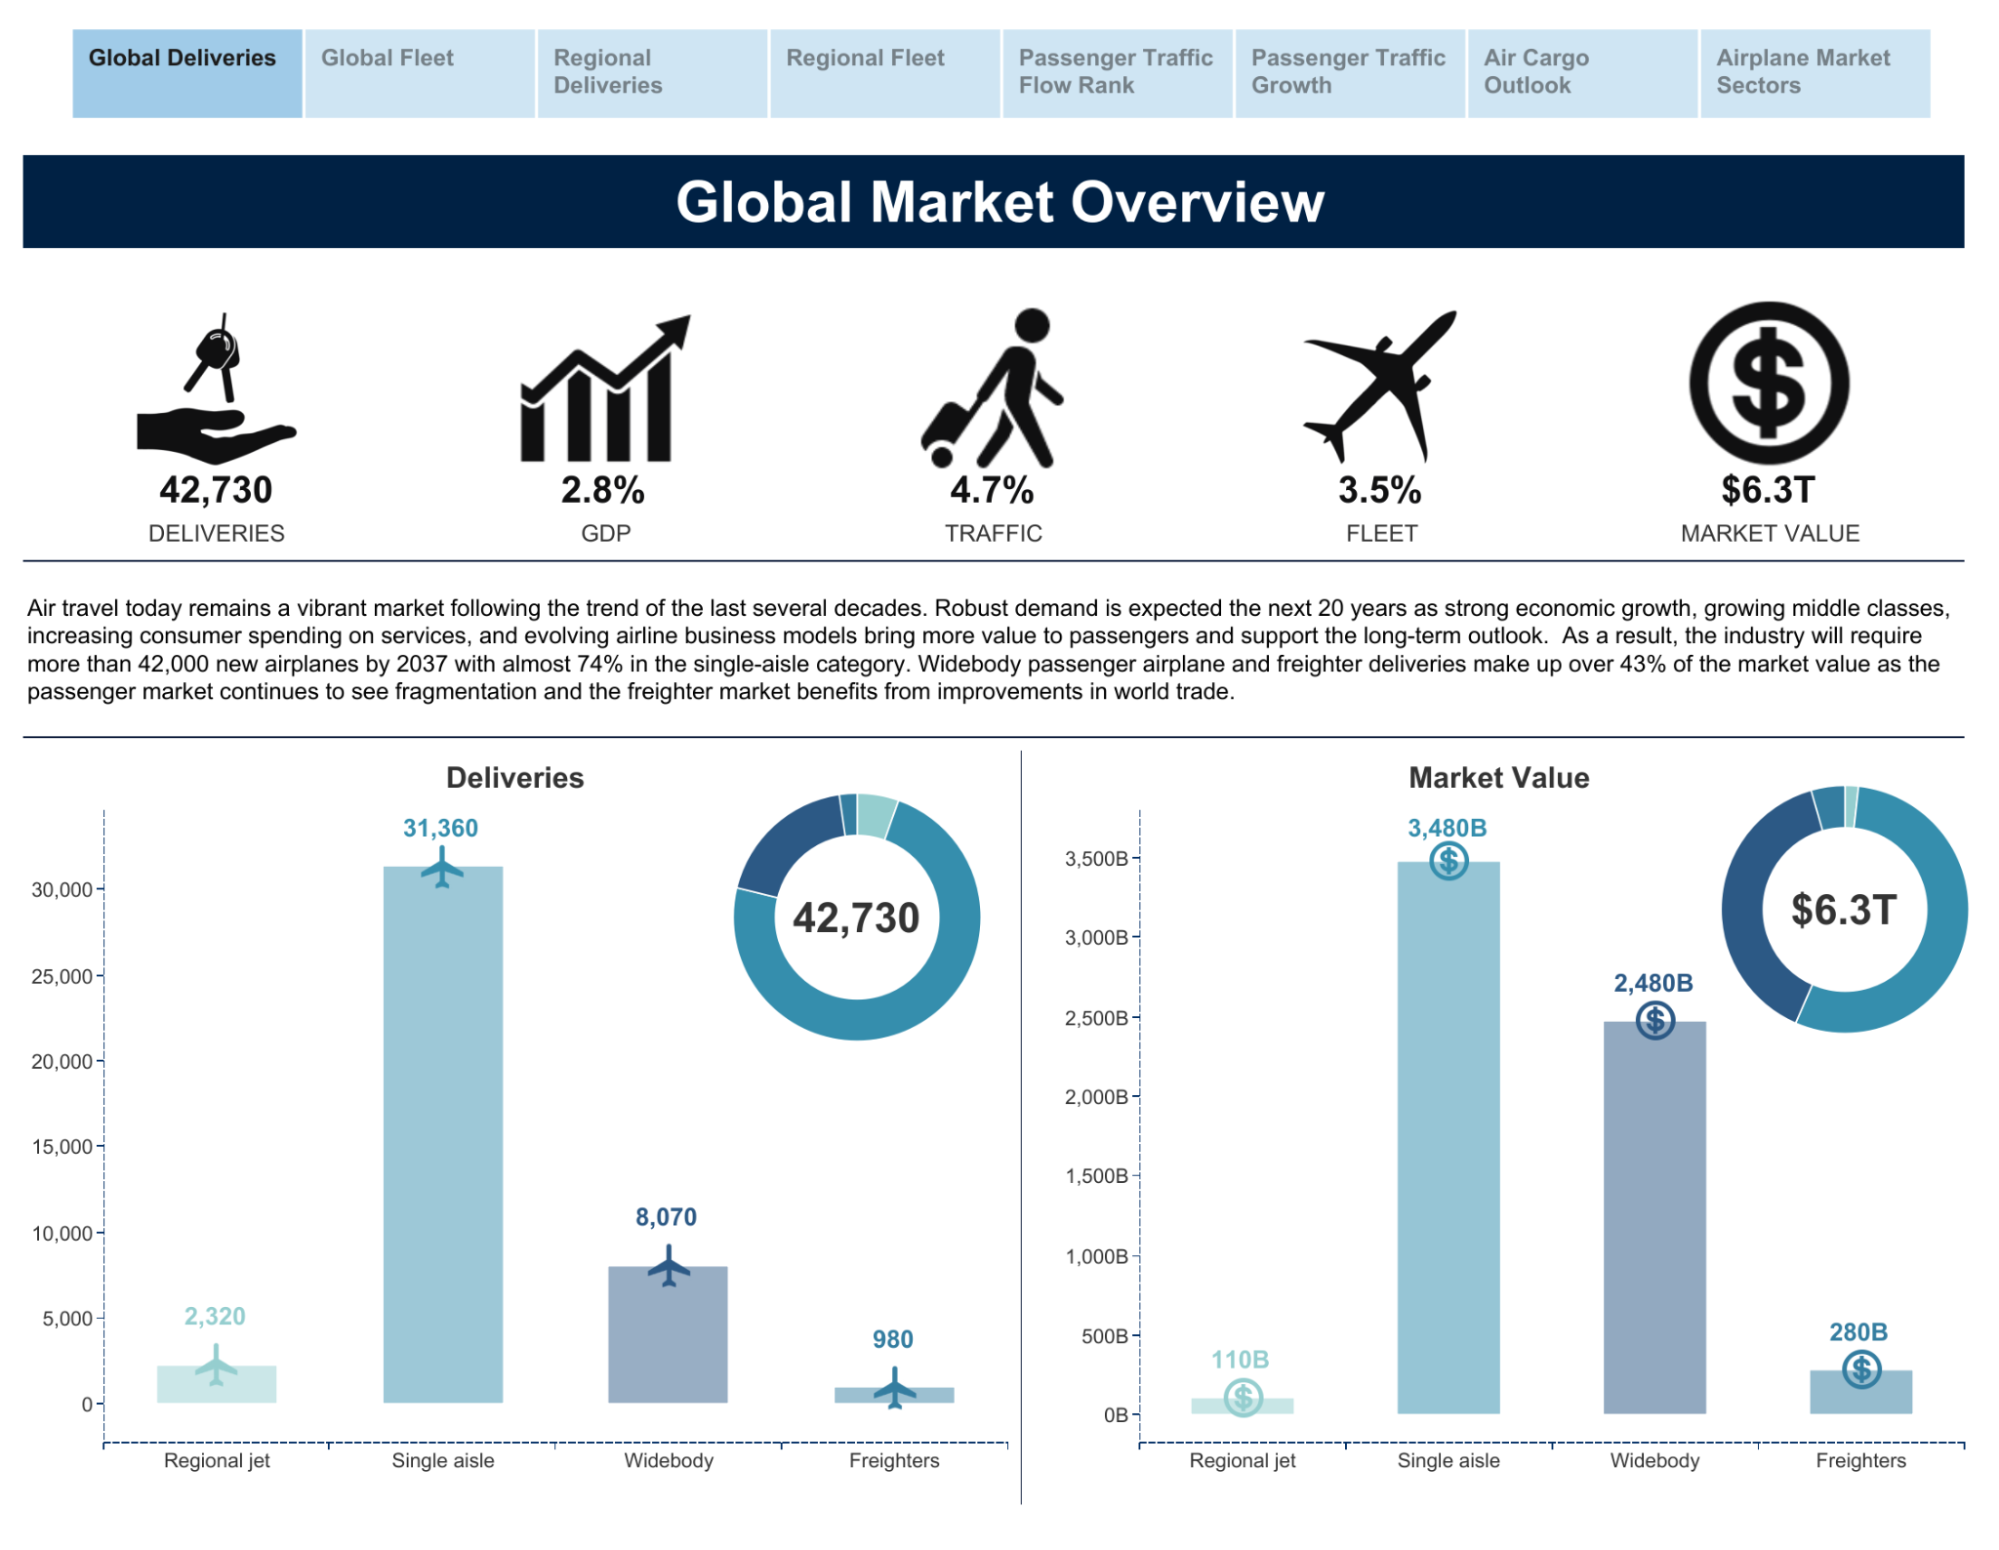 Global Deliveries
Global Fleet
Regional
Deliveries
Regional Fleet
Passenger Traffic
Flow Rank
Passenger Traffic
Growth
Air Cargo
Outlook
Airplane Market
Sectors
Global Market Overview
42,730
DELIVERIES
2.8%
GDP
4.7%
TRAFFIC
3.5%
FLEET
$6.3T
MARKET VALUE
Air travel today remains a vibrant market following the trend of the last several decades. Robust demand is expected the next 20 years as strong economic growth, growing middle classes,
increasing consumer spending on services, and evolving airline business models bring more value to passengers and support the long-term outlook.  As a result, the industry will require
more than 42,000 new airplanes by 2037 with almost 74% in the single-aisle category. Widebody passenger airplane and freighter deliveries make up over 43% of the market value as the
passenger market continues to see fragmentation and the freighter market benefits from improvements in world trade.
Deliveries
30,000
25,000
20,000
15,000
10,000
5,000
0
2,320
31,360
8,070
980
42,730
Regional jet
Single aisle
Widebody
Freighters
Market Value
3,500B
3,000B
2,500B
2,000B
1,500B
1,000B
500B
0B
110B
3,480B
2,480B
280B
$6.3T
Regional jet
Single aisle
Widebody
Freighters